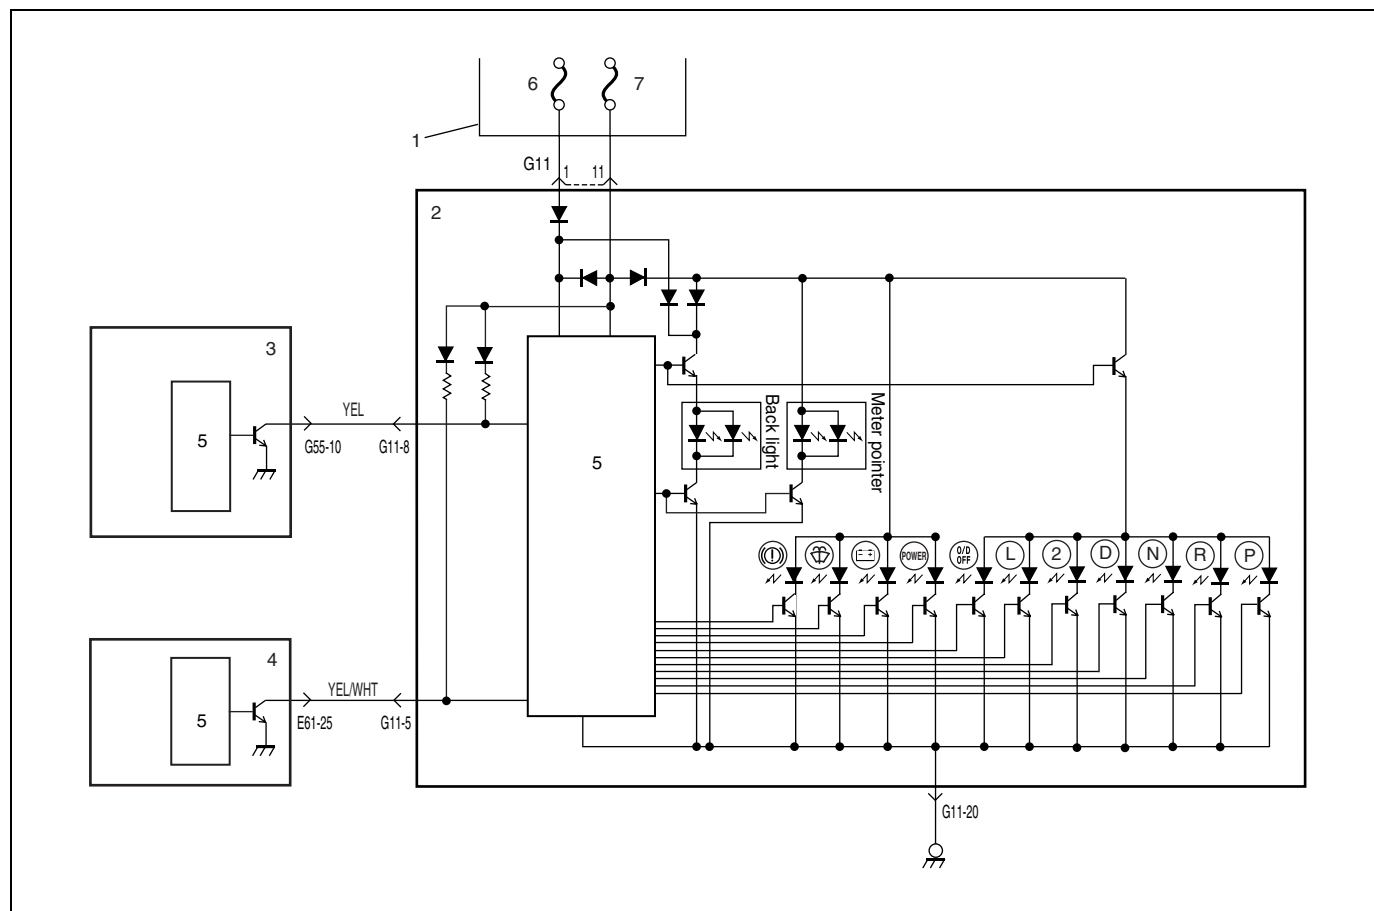 6
7
1
G11
1
11
2
3
5
YEL
G55-10
G11-8
Back light
Meter pointer
5
4
5
YEL/WHT
E61-25
G11-5
POWER
O/D
OFF
L
2
D
N
R
P
G11-20